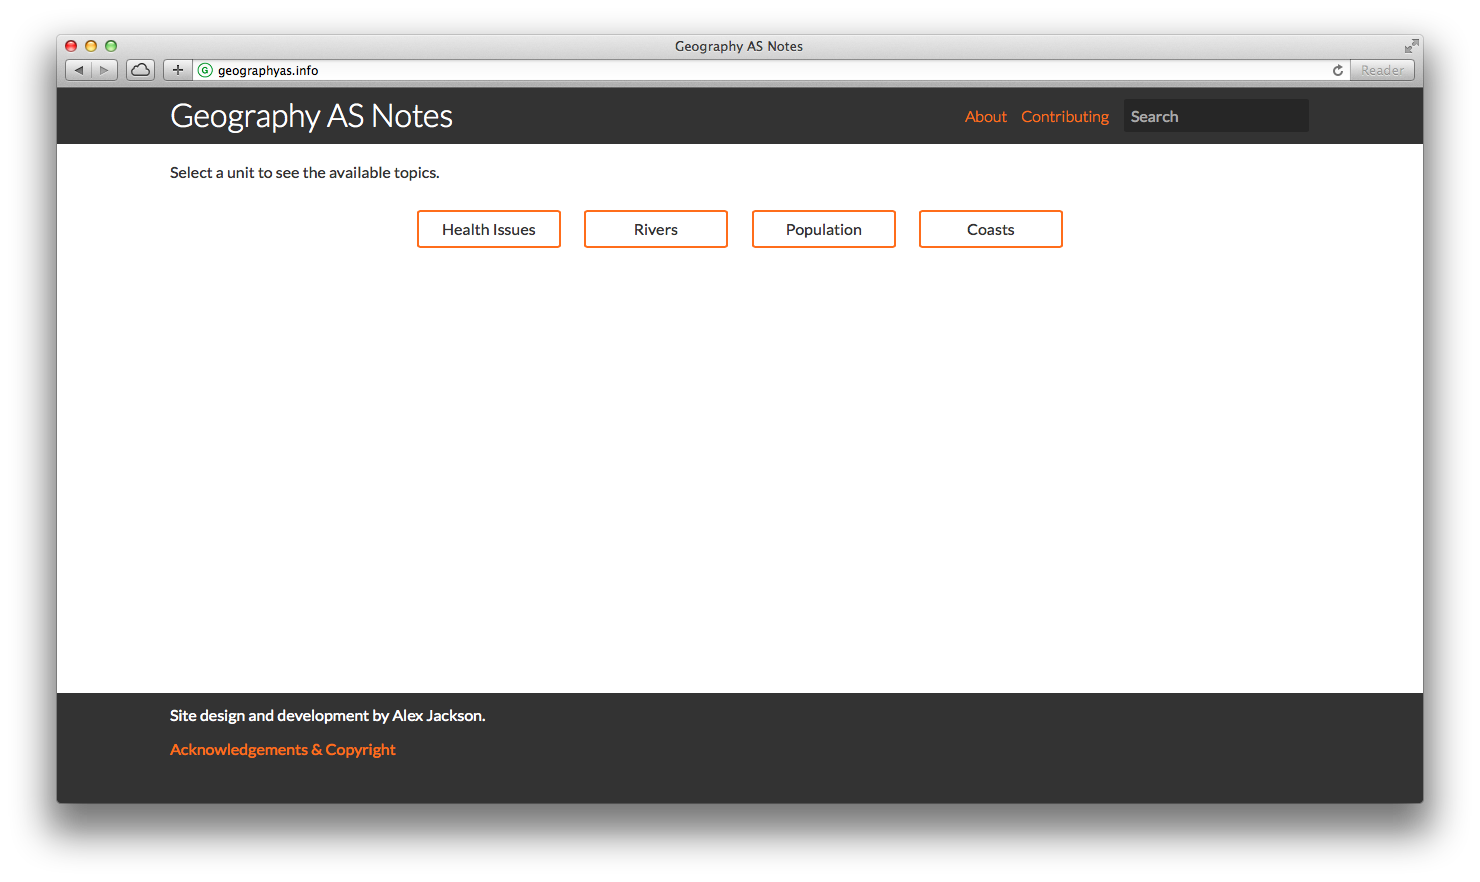 Geography AS Notes
G geographyas.info Reader
Geography AS Notes About Contributing Search
Select a unit to see the available topics.
Health Issues Rivers Population Coasts
Site design and development by Alex Jackson.
Acknowledgements & Copyright